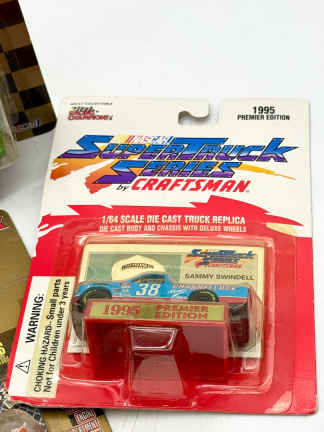 RACING CHAMPIONS
1995
PREMIER EDITION
SUPERTRUCK
SERIES
by CRAFTSMAN
1/64 SCALE DIE CAST TRUCK REPLICA
DIE CAST BODY AND CHASSIS WITH DELUXE WHEELS
SAMMY SWINDELL
38
1995 PREMIER
EDITION
WARNING:
CHOKING HAZARD- Small parts
Not for Children under 3 years